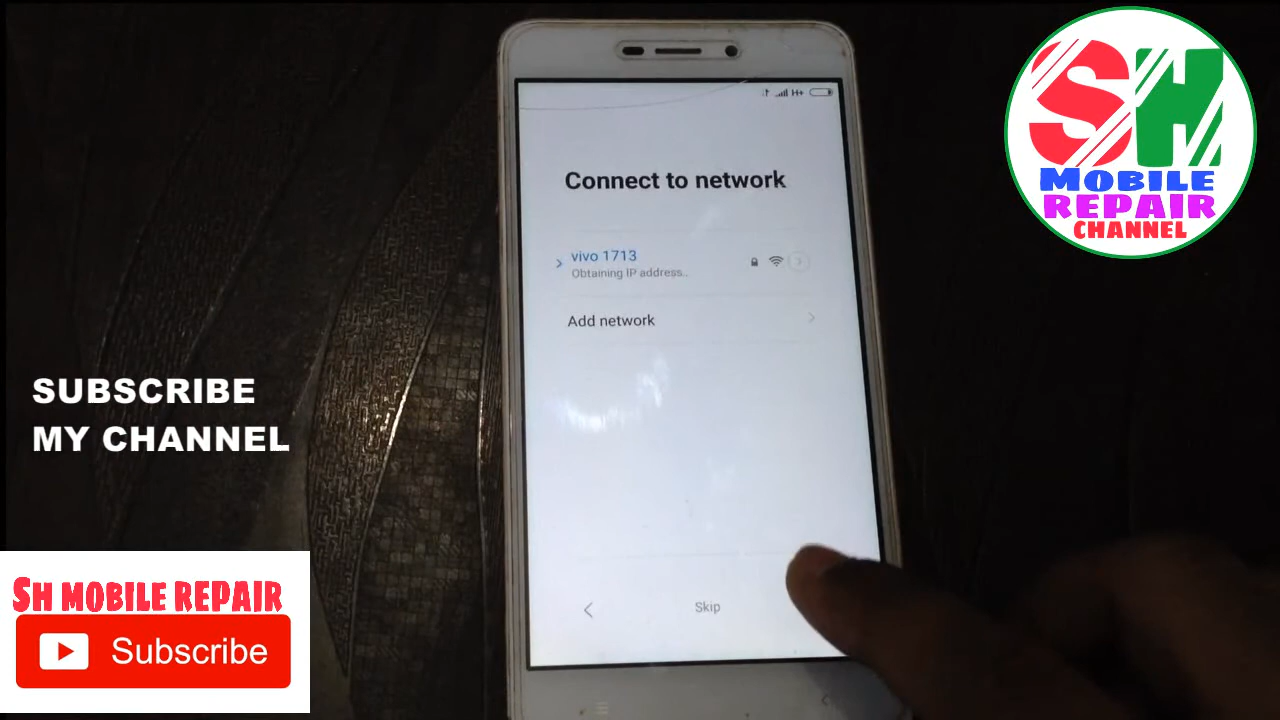 H+
Connect to network
vivo 1713
Obtaining IP address..
Add network
Skip
SH
MOBILE
REPAIR
CHANNEL
SUBSCRIBE
MY CHANNEL
SH MOBILE REPAIR
Subscribe